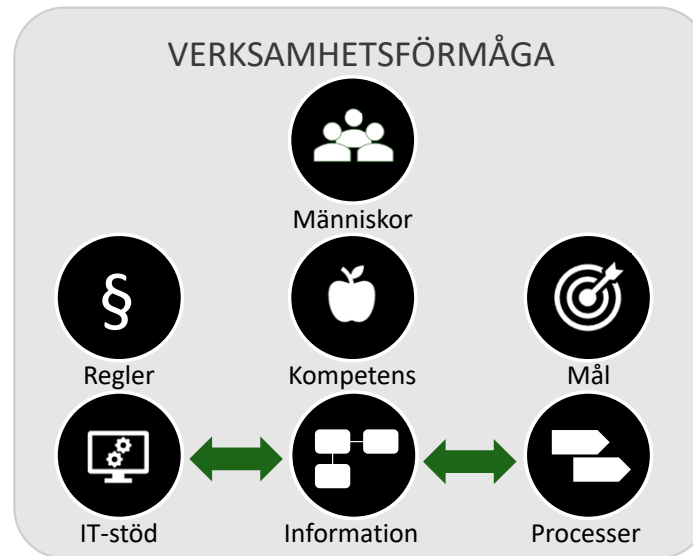 VERKSAMHETSFÖRMÅGA
Människor
§
Regler
Kompetens
Mål
IT-stöd
Information
Processer